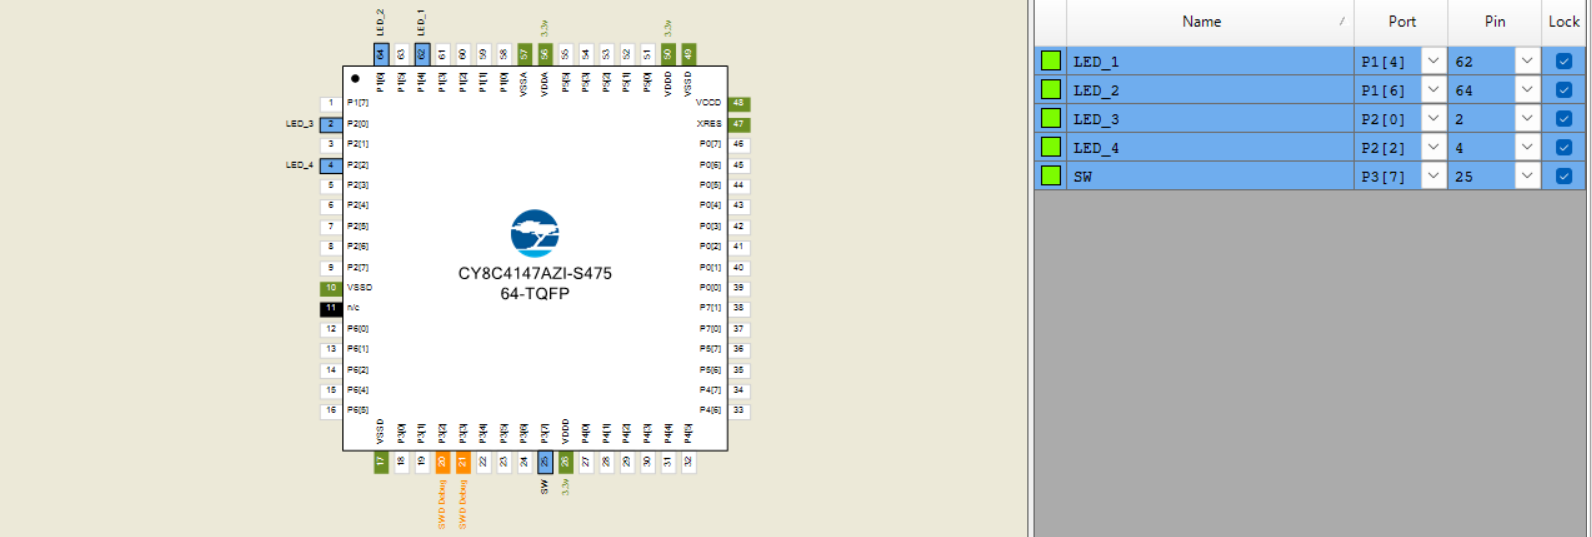 LED_2 LED_1 3.3v 3.3v
64 63 62 61 60 59 58 57 56 55 54 53 52 51 50 49
P1[6] P1[5] P1[4] P1[3] P1[2] P1[1] P1[0] VSSA VDDA P5[5] P5[3] P5[2] P5[1] P5[0] VDDD VSSD
1 P1[7] VCCD 48
LED_3 2 P2[0] XRES 47
3 P2[1] P0[7] 46
LED_4 4 P2[2] P0[6] 45
5 P2[3] P0[5] 44
6 P2[4] P0[4] 43
7 P2[5] P0[3] 42
8 P2[6] P0[2] 41
9 P2[7] P0[1] 40
10 VSSD P0[0] 39
11 n/c P7[1] 38
12 P6[0] P7[0] 37
13 P6[1] P5[7] 36
14 P6[2] P5[6] 35
15 P6[4] P4[7] 34
16 P6[5] P4[6] 33
CY8C4147AZI-S475
64-TQFP
VSSD P3[0] P3[1] P3[2] P3[3] P3[4] P3[5] P3[6] P3[7] VDDD P4[0] P4[1] P4[2] P4[3] P4[4] P4[5]
17 18 19 20 21 22 23 24 25 26 27 28 29 30 31 32
SWD Debug SWD Debug SW 3.3v
Name / Port Pin Lock
LED_1 P1[4] 62
LED_2 P1[6] 64
LED_3 P2[0] 2
LED_4 P2[2] 4
SW P3[7] 25